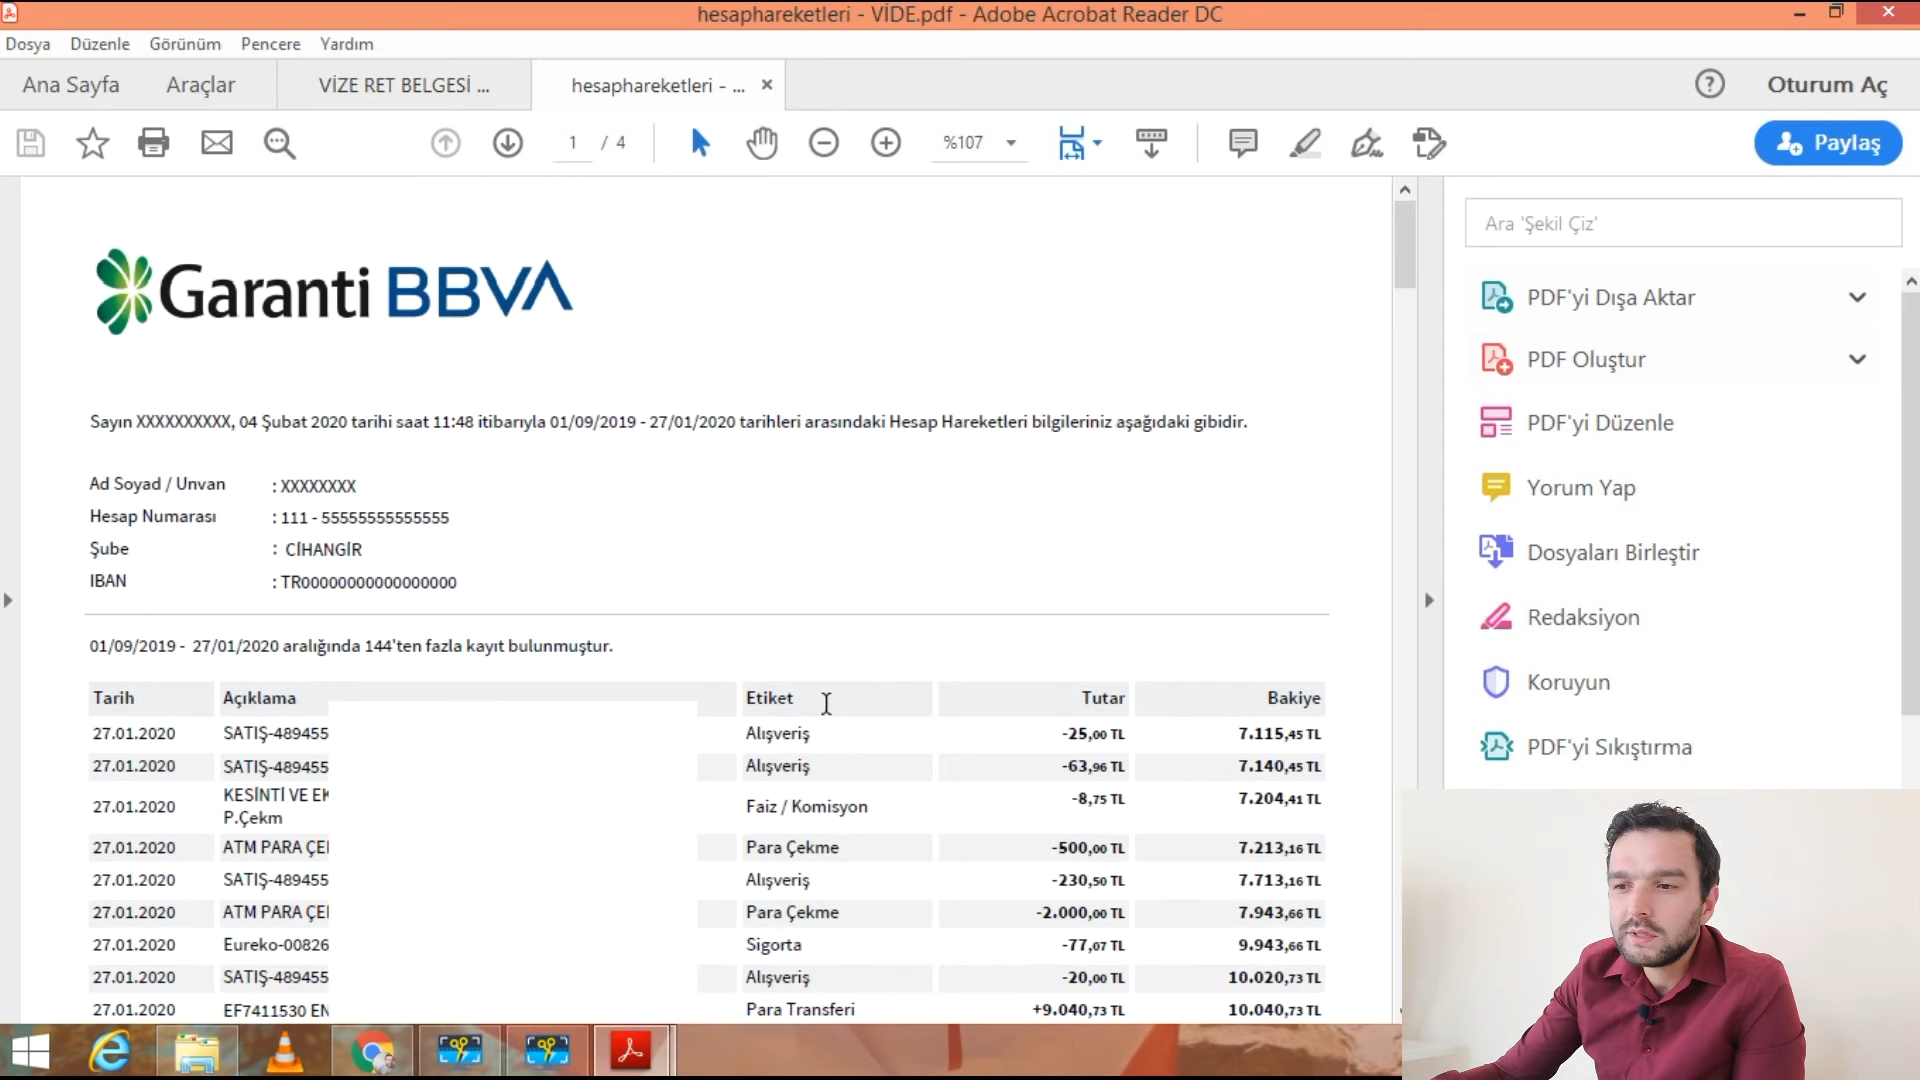 hesaphareketleri - VİDE.pdf - Adobe Acrobat Reader DC
Dosya Düzenle Görünüm Pencere Yardım
Ana Sayfa Araçlar VİZE RET BELGESİ ... hesaphareketleri - ... Oturum Aç
1 / 4 %107 Paylaş
Ara 'Şekil Çiz'
PDF'yi Dışa Aktar
PDF Oluştur
PDF'yi Düzenle
Yorum Yap
Dosyaları Birleştir
Redaksiyon
Koruyun
PDF'yi Sıkıştırma
Garanti BBVA
Sayın XXXXXXXXXX, 04 Şubat 2020 tarihi saat 11:48 itibarıyla 01/09/2019 - 27/01/2020 tarihleri arasındaki Hesap Hareketleri bilgileriniz aşağıdaki gibidir.
Ad Soyad / Unvan : XXXXXXXX
Hesap Numarası : 111 - 55555555555555
Şube : CİHANGİR
IBAN : TR00000000000000000
01/09/2019 - 27/01/2020 aralığında 144'ten fazla kayıt bulunmuştur.
Tarih Açıklama Etiket Tutar Bakiye
27.01.2020 SATIŞ-489455 Alışveriş -25,00 TL 7.115,45 TL
27.01.2020 SATIŞ-489455 Alışveriş -63,96 TL 7.140,45 TL
27.01.2020 KESİNTİ VE EK P.Çekm Faiz / Komisyon -8,75 TL 7.204,41 TL
27.01.2020 ATM PARA ÇEI Para Çekme -500,00 TL 7.213,16 TL
27.01.2020 SATIŞ-489455 Alışveriş -230,50 TL 7.713,16 TL
27.01.2020 ATM PARA ÇEI Para Çekme -2.000,00 TL 7.943,66 TL
27.01.2020 Eureko-00826 Sigorta -77,07 TL 9.943,66 TL
27.01.2020 SATIŞ-489455 Alışveriş -20,00 TL 10.020,73 TL
27.01.2020 EF7411530 EN Para Transferi +9.040,73 TL 10.040,73 TL